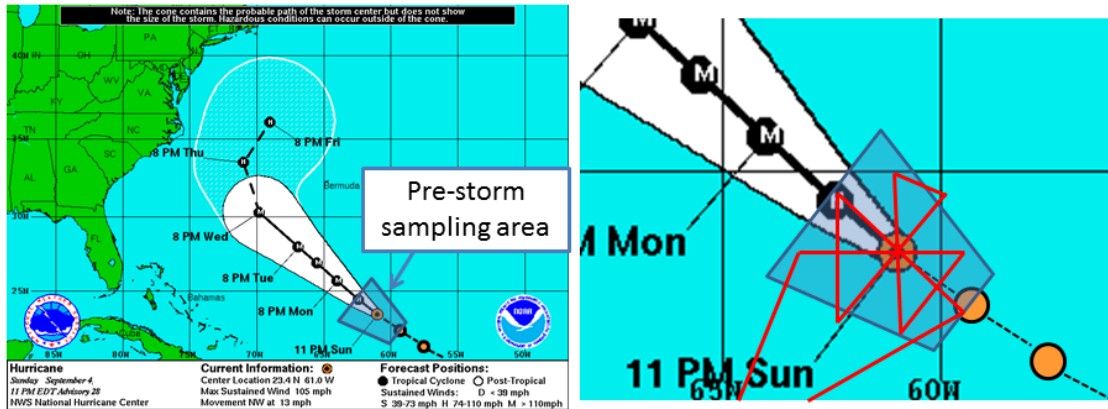 Note: The cone contains the probable path of the storm center but does not show
the size of the storm. Hazardous conditions can occur outside of the cone.
40N
35N
30N
25N
IN
OH
PA
MD
WV
VA
KY
TN
NC
SC
AL
GA
FL
NJ
H
8 PM Fri
8 PM Thu
H
Bermuda
M
8 PM Wed
M
8 PM Tue
M
M
8 PM Mon
Bahamas
Cuba
11 PM Sun
85W
80W
75W
70W
65W
60W
55W
50W
NOAA
Pre-storm
sampling area
Hurricane
Sunday September 4,
11 PM EDT Advisory 28
NWS National Hurricane Center
Current Information:
Center Location 23.4 N 61.0 W
Max Sustained Wind 105 mph
Movement NW at 13 mph
Forecast Positions:
Tropical Cyclone
Post-Tropical
Sustained Winds: D < 39 mph
S 39-73 mph H 74-110 mph M > 110mph
M
M
M
H
M Mon
11 PM Sun
65W
60W